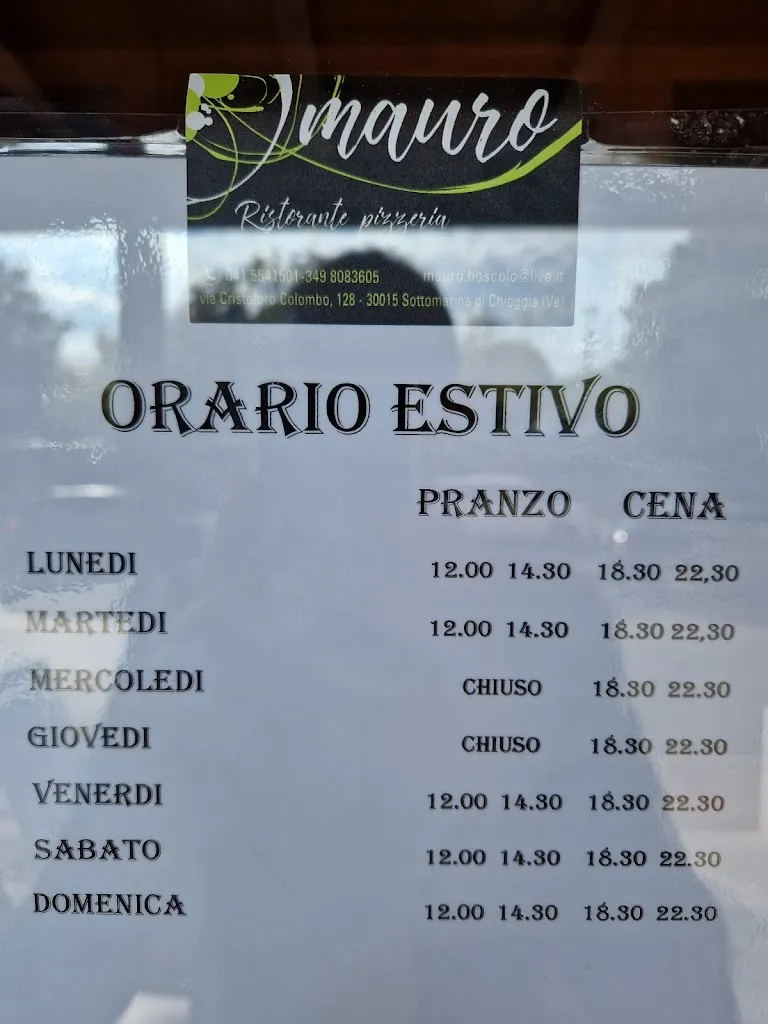 mauro
Ristorante pizzeria
041 5541501-349 8083605 mauro.boscolo@live.it
via Cristoforo Colombo, 128 - 30015 Sottomarina di Chioggia (Ve)
ORARIO ESTIVO
PRANZO CENA
LUNEDI 12.00 14.30 18.30 22,30
MARTEDI 12.00 14.30 18.30 22,30
MERCOLEDI CHIUSO 18.30 22.30
GIOVEDI CHIUSO 18.30 22.30
VENERDI 12.00 14.30 18.30 22.30
SABATO 12.00 14.30 18.30 22.30
DOMENICA 12.00 14.30 18.30 22.30